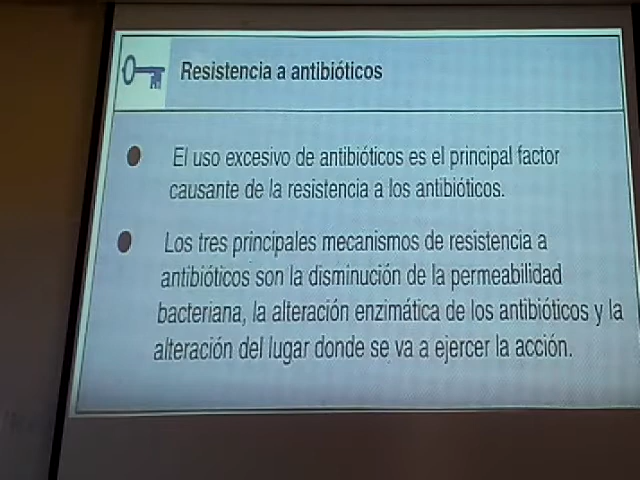 Resistencia a antibióticos
El uso excesivo de antibióticos es el principal factor
causante de la resistencia a los antibióticos.
Los tres principales mecanismos de resistencia a
antibióticos son la disminución de la permeabilidad
bacteriana, la alteración enzimática de los antibióticos y la
alteración del lugar donde se va a ejercer la acción.